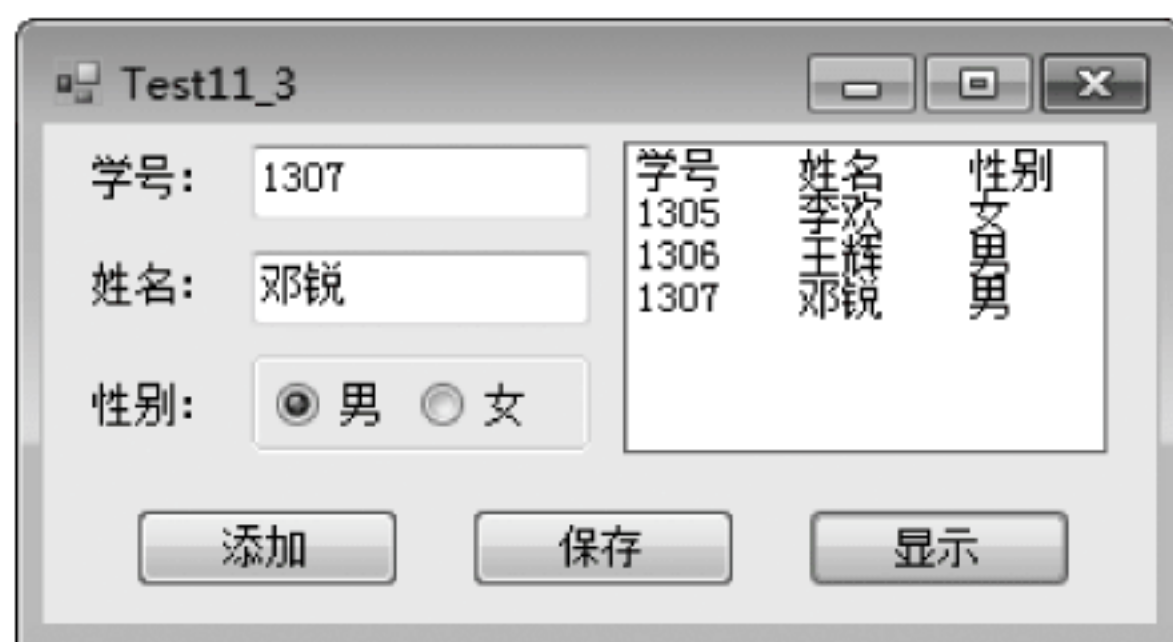 Test11_3
学号: 1307
姓名: 邓锐
性别: 男 女
学号 姓名 性别
1305 李欢 女
1306 王辉 男
1307 邓锐 男
添加 保存 显示